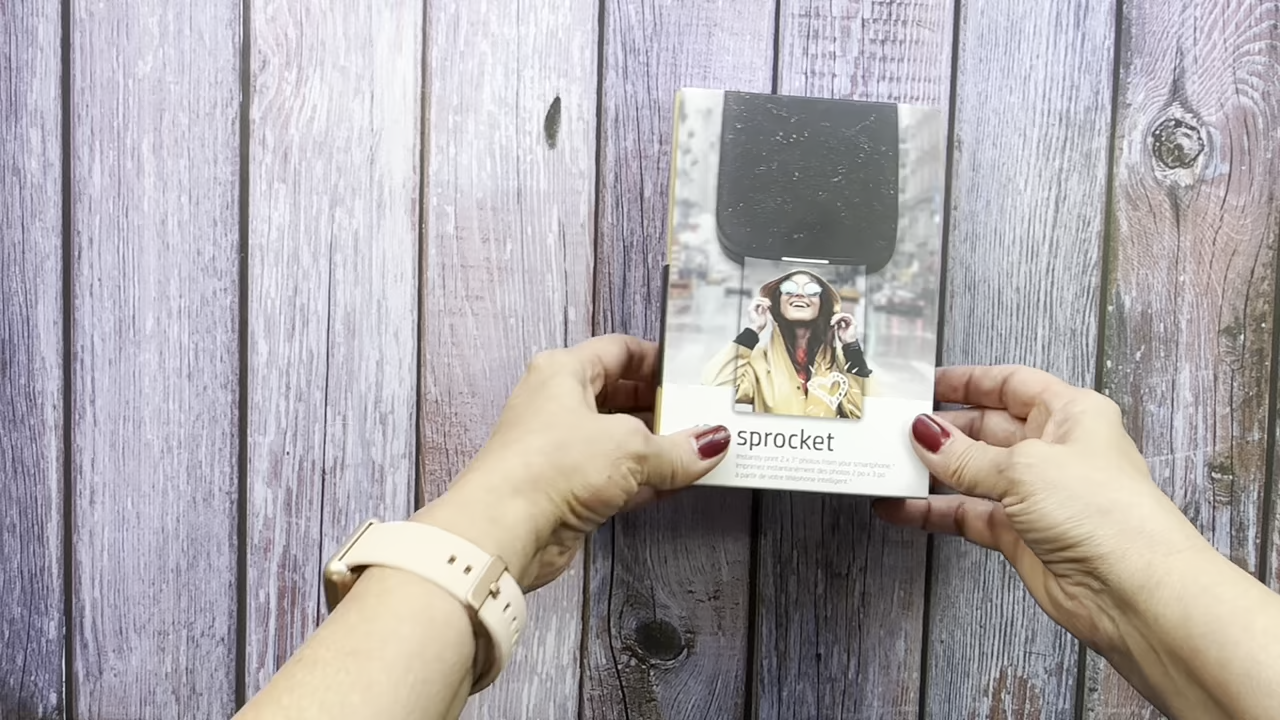 sprocket
Instantly print 2 x 3" photos from your smartphone.¹
Imprimez instantanément des photos 2 po x 3 po
à partir de votre téléphone intelligent.¹